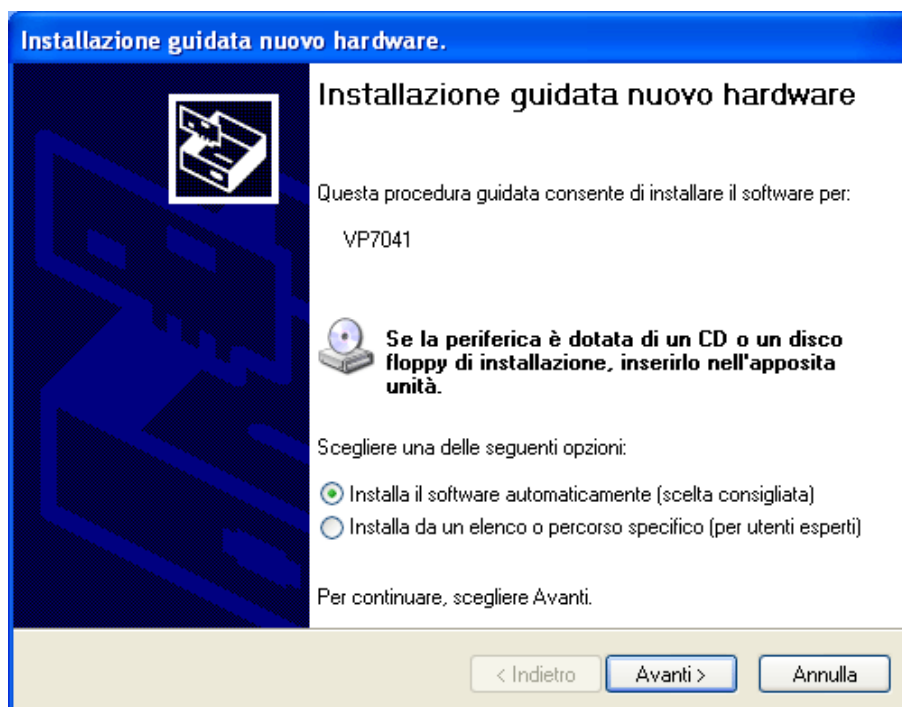 Installazione guidata nuovo hardware.
Installazione guidata nuovo hardware
Questa procedura guidata consente di installare il software per:
VP7041
Se la periferica è dotata di un CD o un disco
floppy di installazione, inserirlo nell'apposita
unità.
Scegliere una delle seguenti opzioni:
Installa il software automaticamente (scelta consigliata)
Installa da un elenco o percorso specifico (per utenti esperti)
Per continuare, scegliere Avanti.
< Indietro Avanti > Annulla